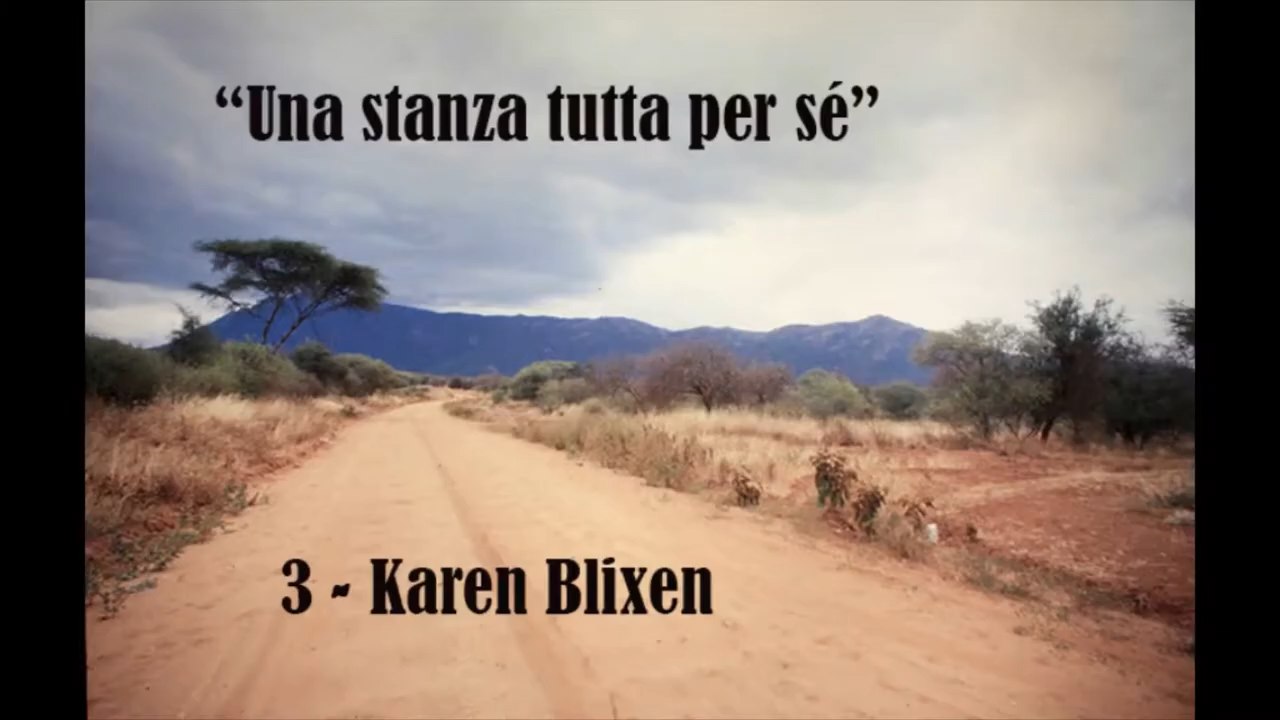 “Una stanza tutta per sé”
3 - Karen Blixen